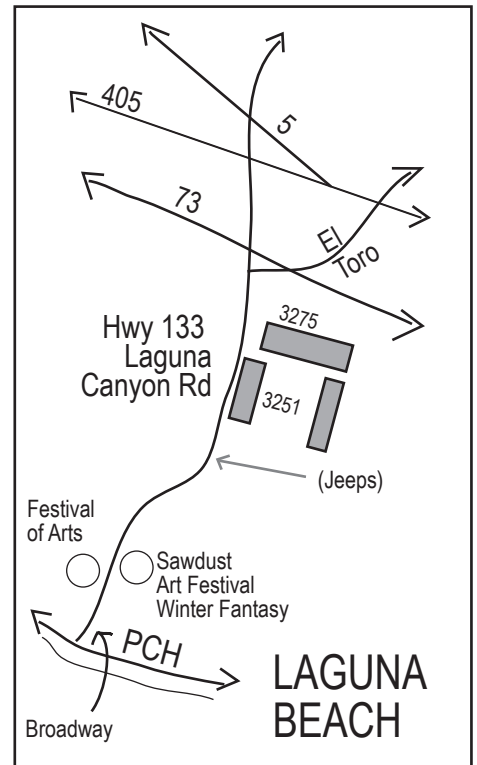 405
5
73
El
Toro
Hwy 133
Laguna
Canyon Rd
3275
3251
(Jeeps)
Festival
of Arts
Sawdust
Art Festival
Winter Fantasy
PCH
Broadway
LAGUNA
BEACH